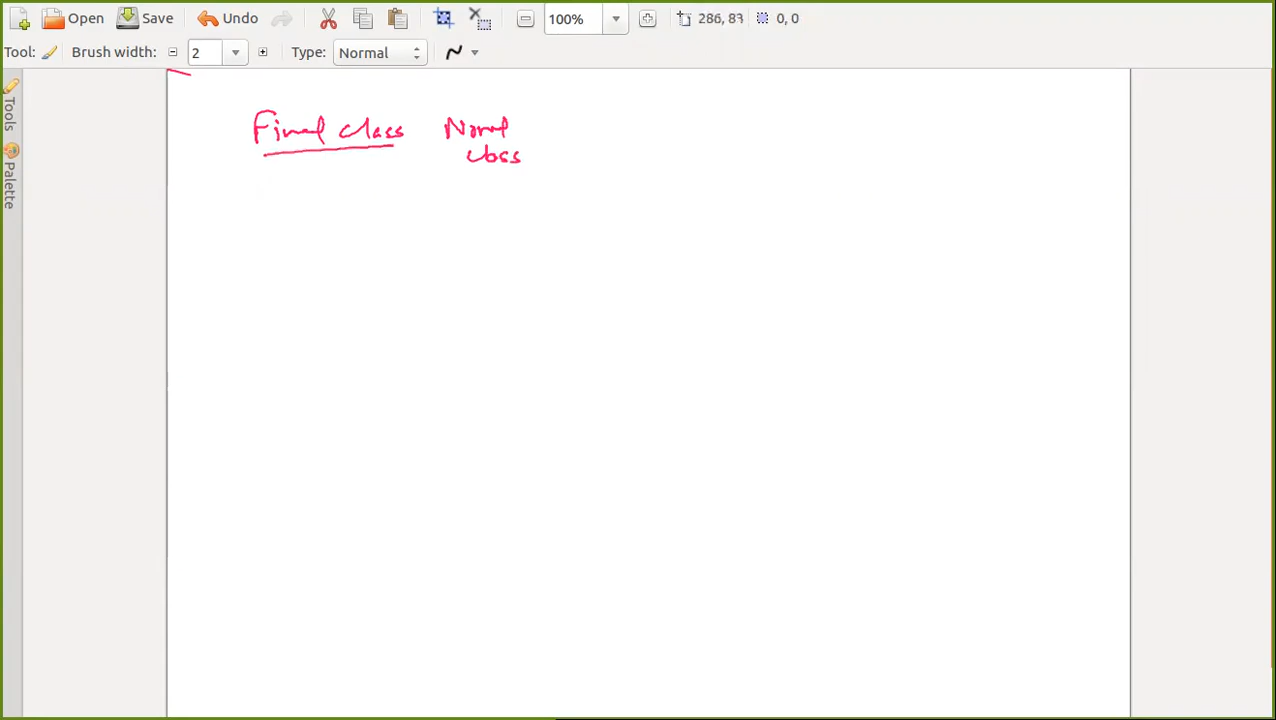 Open Save Undo 100% 286, 83 0, 0
Tool: Brush width: 2 Type: Normal
Tools
Palette
Final class Normal
class